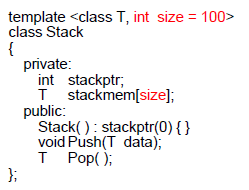 template <class T, int size = 100>
class Stack
{
private:
int stackptr;
T stackmem[size];
public:
Stack( ) : stackptr(0) { }
void Push(T data);
T Pop( );
};